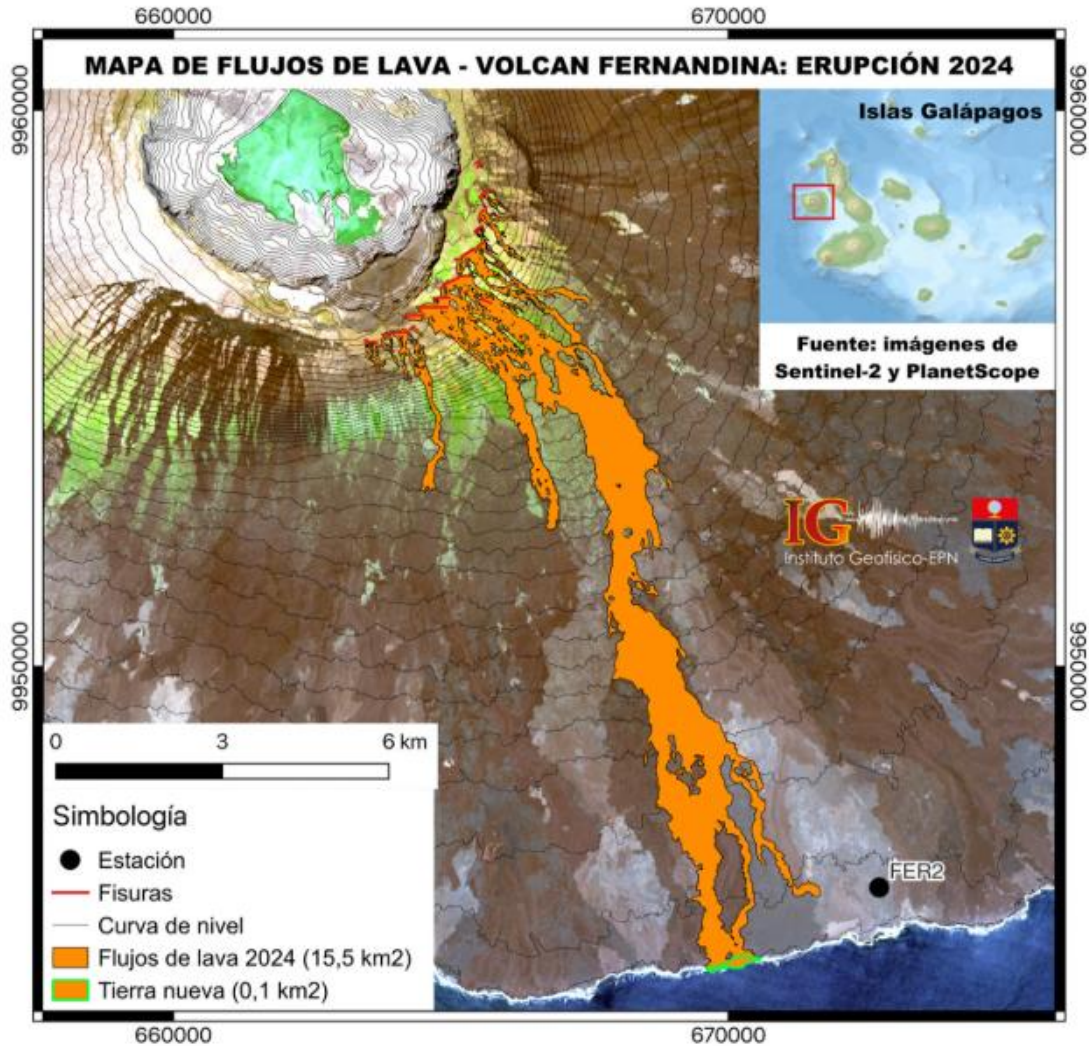 660000
670000
MAPA DE FLUJOS DE LAVA - VOLCAN FERNANDINA: ERUPCIÓN 2024
9960000
9960000
Islas Galápagos
Fuente: imágenes de
Sentinel-2 y PlanetScope
IG
Instituto Geofísico-EPN
9950000
9950000
0 3 6 km
Simbología
Estación
Fisuras
Curva de nivel
Flujos de lava 2024 (15,5 km2)
Tierra nueva (0,1 km2)
FER2
660000
670000